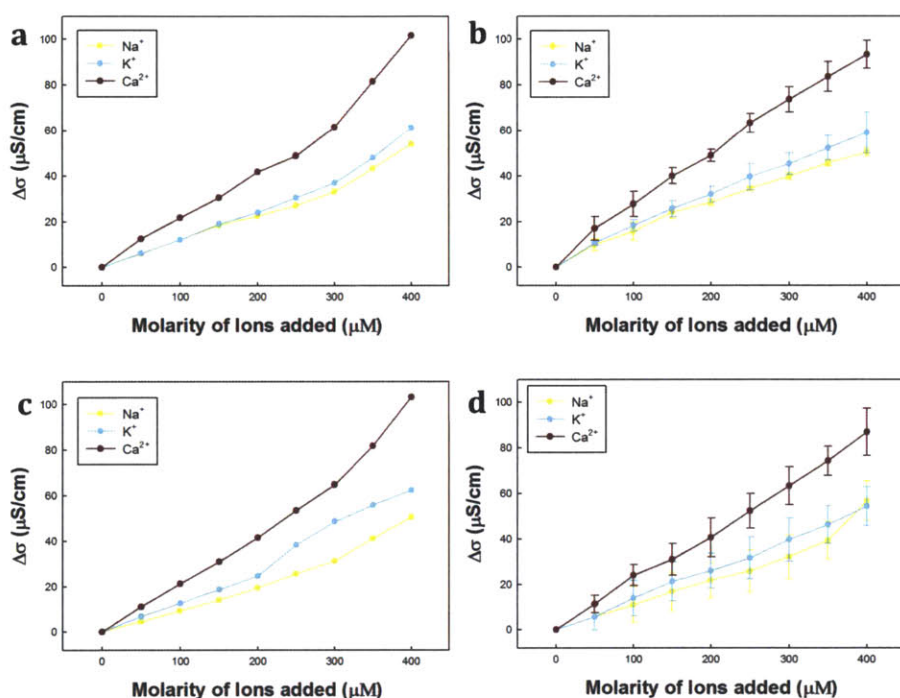 a
Na⁺
K⁺
Ca²⁺
100
80
60
40
20
0
Δσ (μS/cm)
0 100 200 300 400
Molarity of Ions added (μM)
b
Na⁺
K⁺
Ca²⁺
100
80
60
40
20
0
Δσ (μS/cm)
0 100 200 300 400
Molarity of Ions added (μM)
c
Na⁺
K⁺
Ca²⁺
100
80
60
40
20
0
Δσ (μS/cm)
0 100 200 300 400
Molarity of Ions added (μM)
d
Na⁺
K⁺
Ca²⁺
100
80
60
40
20
0
Δσ (μS/cm)
0 100 200 300 400
Molarity of Ions added (μM)